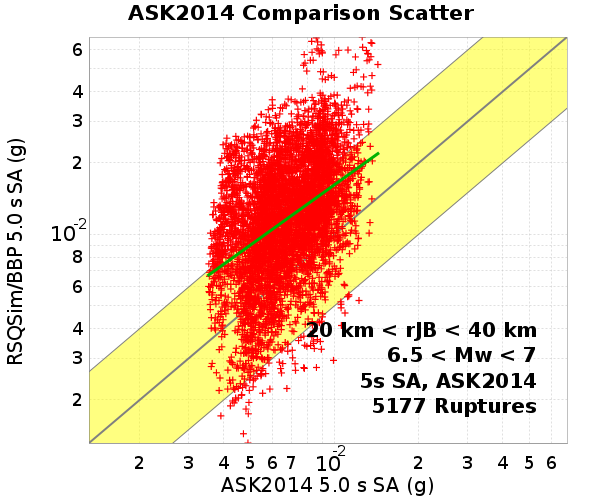 ASK2014 Comparison Scatter
RSQSim/BBP 5.0 s SA (g)
6
4
3
2
10⁻²
8
6
4
3
2
20 km < rJB < 40 km
6.5 < Mw < 7
5s SA, ASK2014
5177 Ruptures
2 3 4 5 6 7 10⁻² 2 3 4 5 6
ASK2014 5.0 s SA (g)